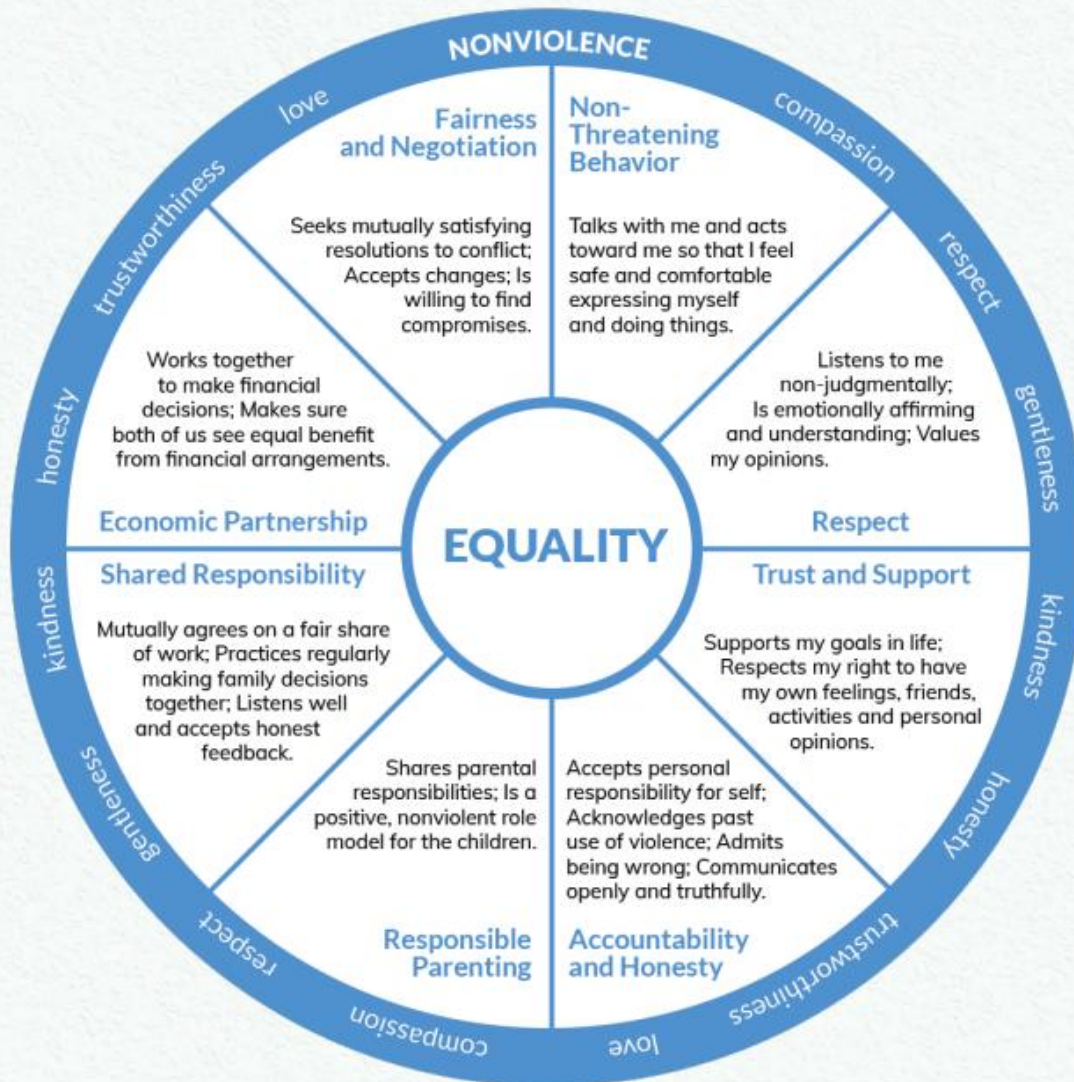 NONVIOLENCE
compassion
respect
gentleness
kindness
honesty
trustworthiness
love
compassion
respect
gentleness
kindness
honesty
trustworthiness
love
Fairness
and Negotiation
Seeks mutually satisfying
resolutions to conflict;
Accepts changes; Is
willing to find
compromises.
Non-
Threatening
Behavior
Talks with me and acts
toward me so that I feel
safe and comfortable
expressing myself
and doing things.
Listens to me
non-judgmentally;
Is emotionally affirming
and understanding; Values
my opinions.
Respect
Trust and Support
Supports my goals in life;
Respects my right to have
my own feelings, friends,
activities and personal
opinions.
Accepts personal
responsibility for self;
Acknowledges past
use of violence; Admits
being wrong; Communicates
openly and truthfully.
Accountability
and Honesty
Shares parental
responsibilities; Is a
positive, nonviolent role
model for the children.
Responsible
Parenting
Shared Responsibility
Mutually agrees on a fair share
of work; Practices regularly
making family decisions
together; Listens well
and accepts honest
feedback.
Works together
to make financial
decisions; Makes sure
both of us see equal benefit
from financial arrangements.
Economic Partnership
EQUALITY